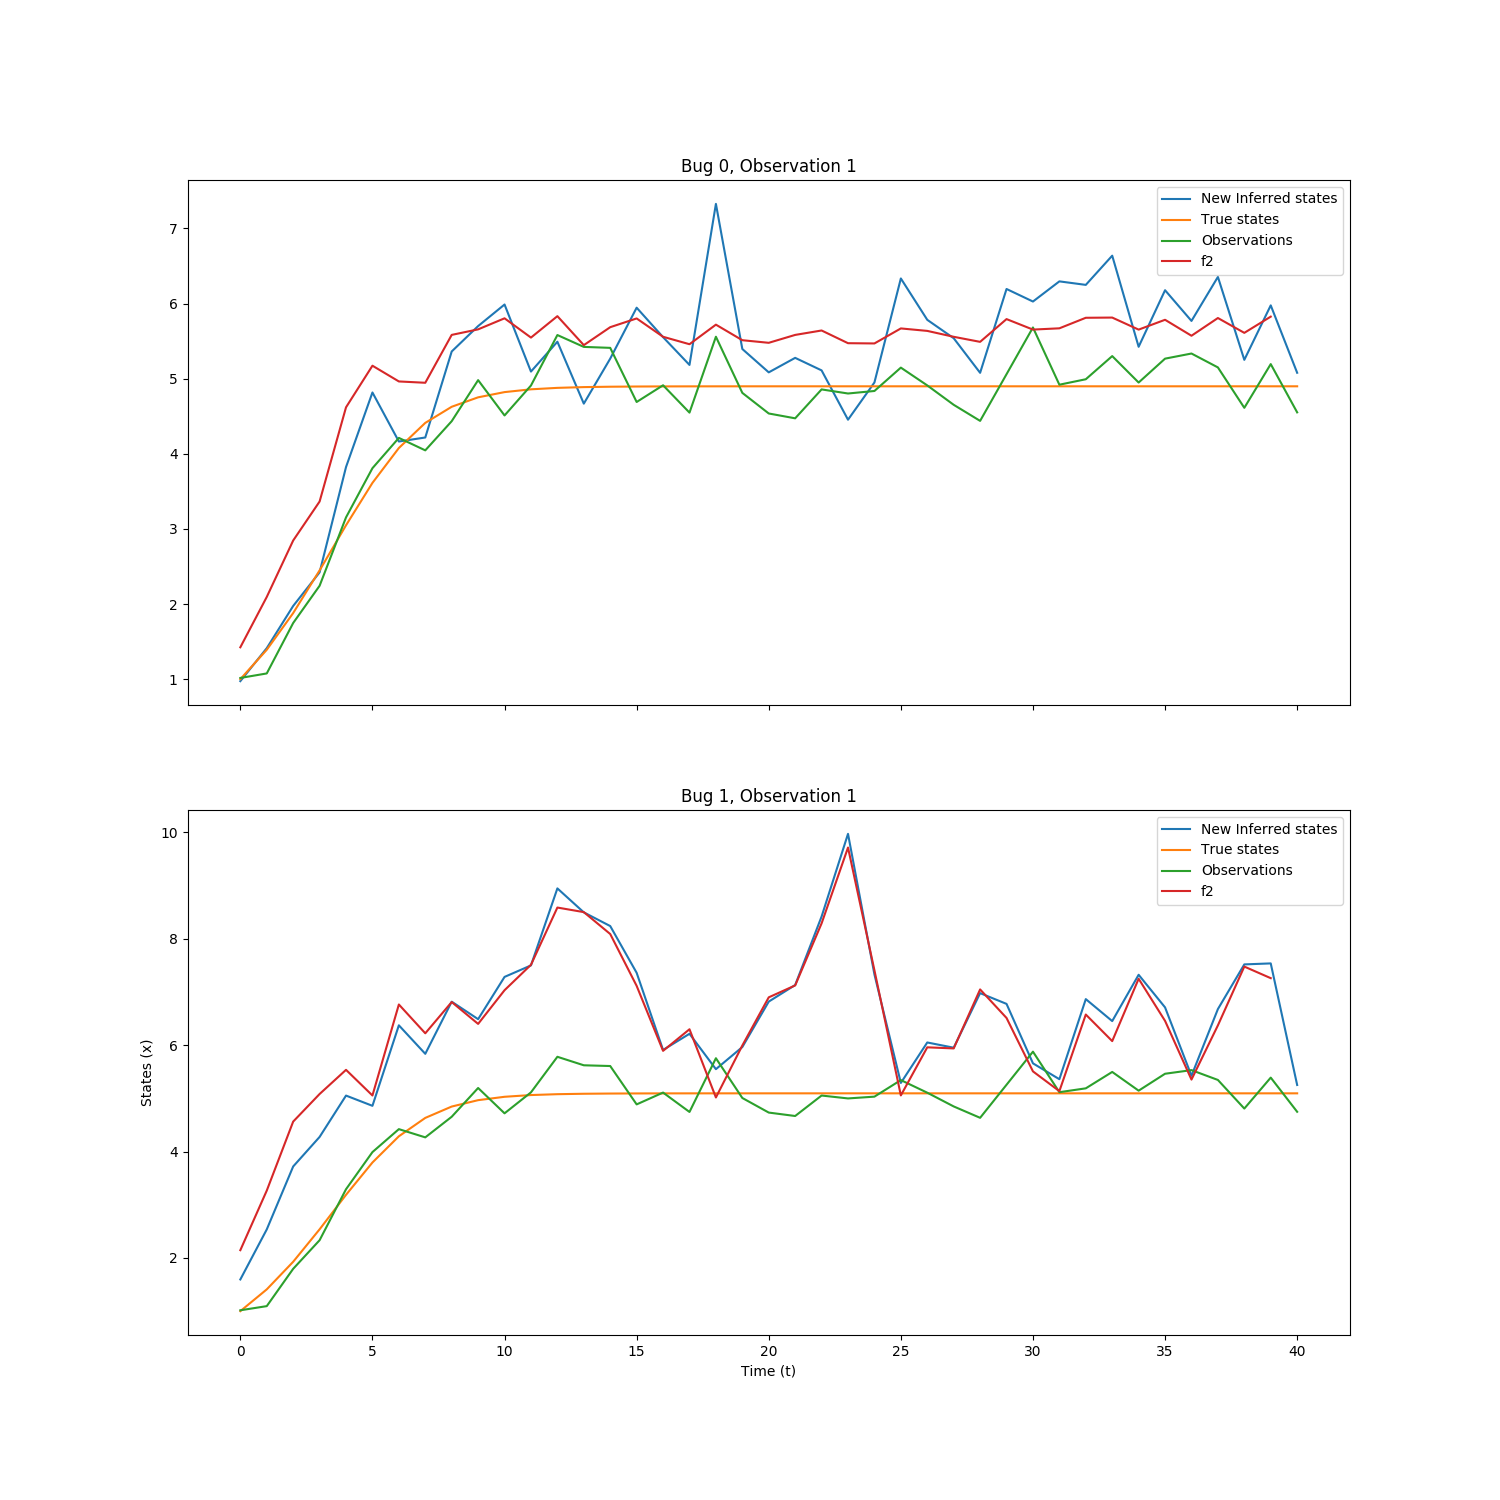 Bug 0, Observation 1
New Inferred states
True states
Observations
f2
7
6
5
4
3
2
1
Bug 1, Observation 1
New Inferred states
True states
Observations
f2
10
8
6
4
2
States (x)
0 5 10 15 20 25 30 35 40
Time (t)